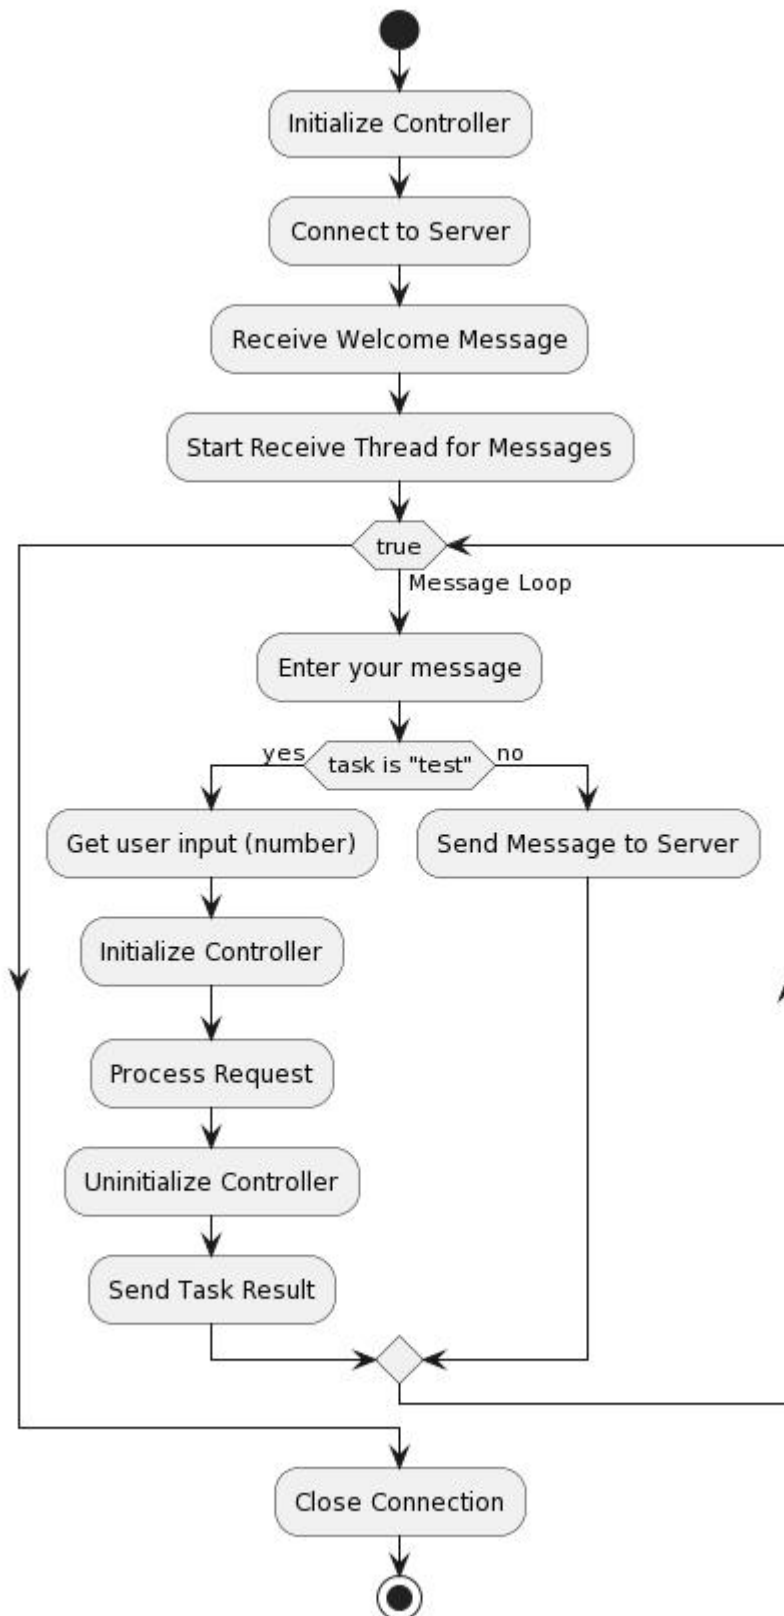 Initialize Controller
Connect to Server
Receive Welcome Message
Start Receive Thread for Messages
true
Message Loop
Enter your message
yes
task is "test"
no
Get user input (number)
Send Message to Server
Initialize Controller
Process Request
Uninitialize Controller
Send Task Result
Close Connection